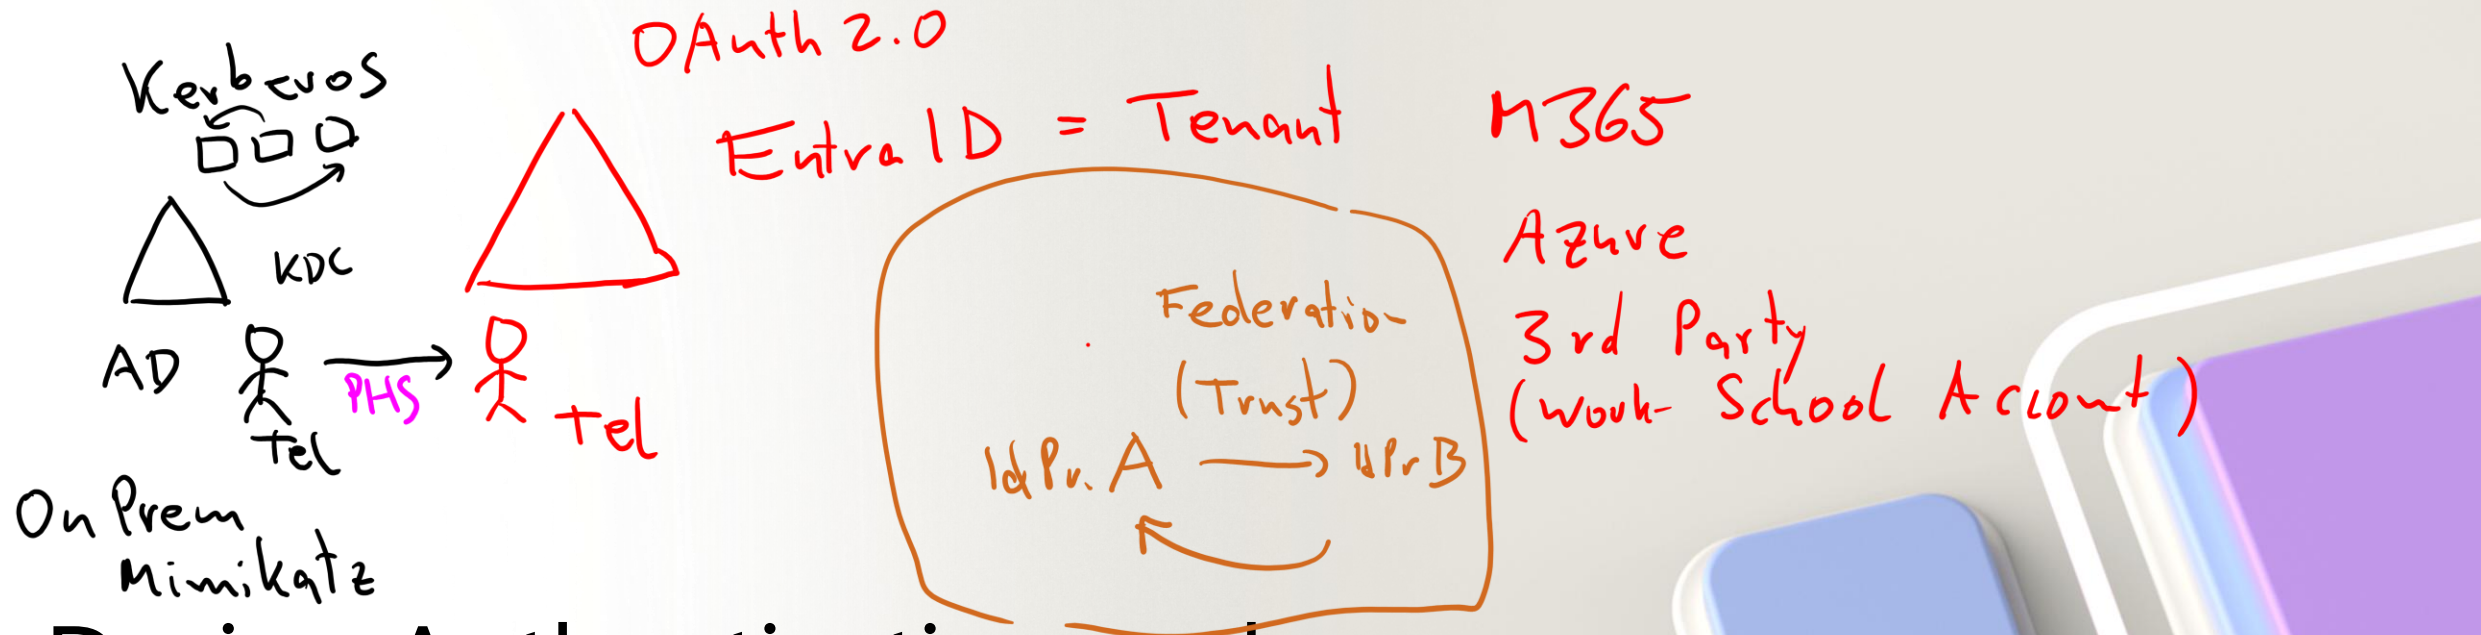 OAuth 2.0
Kerberos
Entra ID = Tenant
M365
KDC
Azure
Federation
(Trust)
3rd Party
(Work- School Account)
AD
PHS
Tel
Tel
IdPr. A → IdPr B
On Prem
Mimikatz